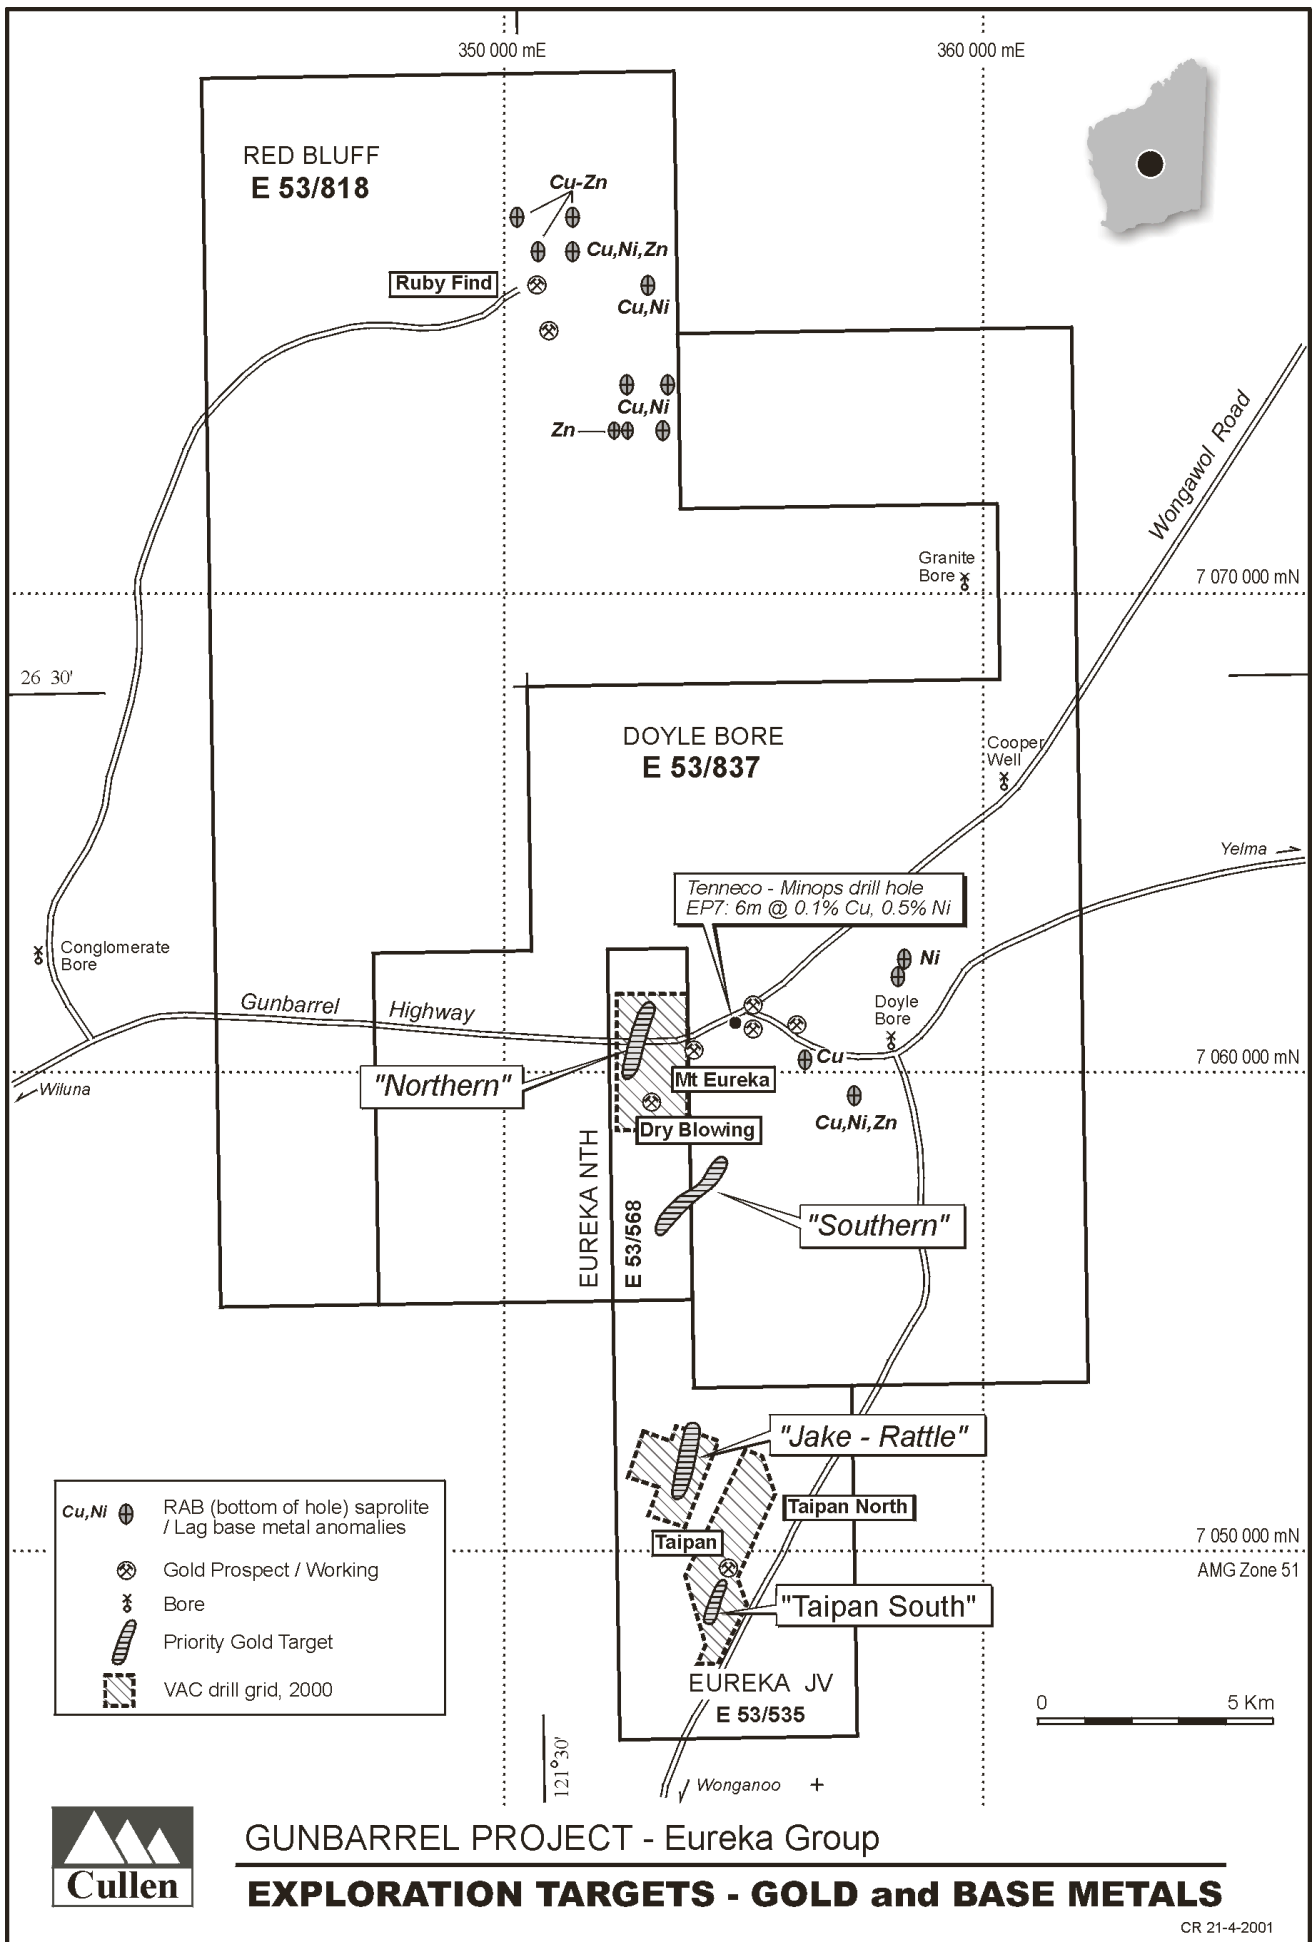 350 000 mE
360 000 mE
RED BLUFF
E 53/818
Cu-Zn
Cu,Ni,Zn
Ruby Find
Cu,Ni
Cu,Ni
Zn
Wongawol Road
Granite
Bore
7 070 000 mN
26 30'
DOYLE BORE
E 53/837
Cooper
Well
Yelma
Tenneco - Minops drill hole
EP7: 6m @ 0.1% Cu, 0.5% Ni
Conglomerate
Bore
Ni
Gunbarrel Highway
Doyle
Bore
Cu
7 060 000 mN
Wiluna
"Northern"
Mt Eureka
Cu,Ni,Zn
Dry Blowing
EUREKA NTH
E 53/568
"Southern"
"Jake - Rattle"
Taipan North
Taipan
7 050 000 mN
AMG Zone 51
"Taipan South"
EUREKA JV
E 53/535
Cu,Ni
RAB (bottom of hole) saprolite
/ Lag base metal anomalies
Gold Prospect / Working
Bore
Priority Gold Target
VAC drill grid, 2000
0 5 Km
121°30'
Wonganoo
Cullen
GUNBARREL PROJECT - Eureka Group
EXPLORATION TARGETS - GOLD and BASE METALS
CR 21-4-2001